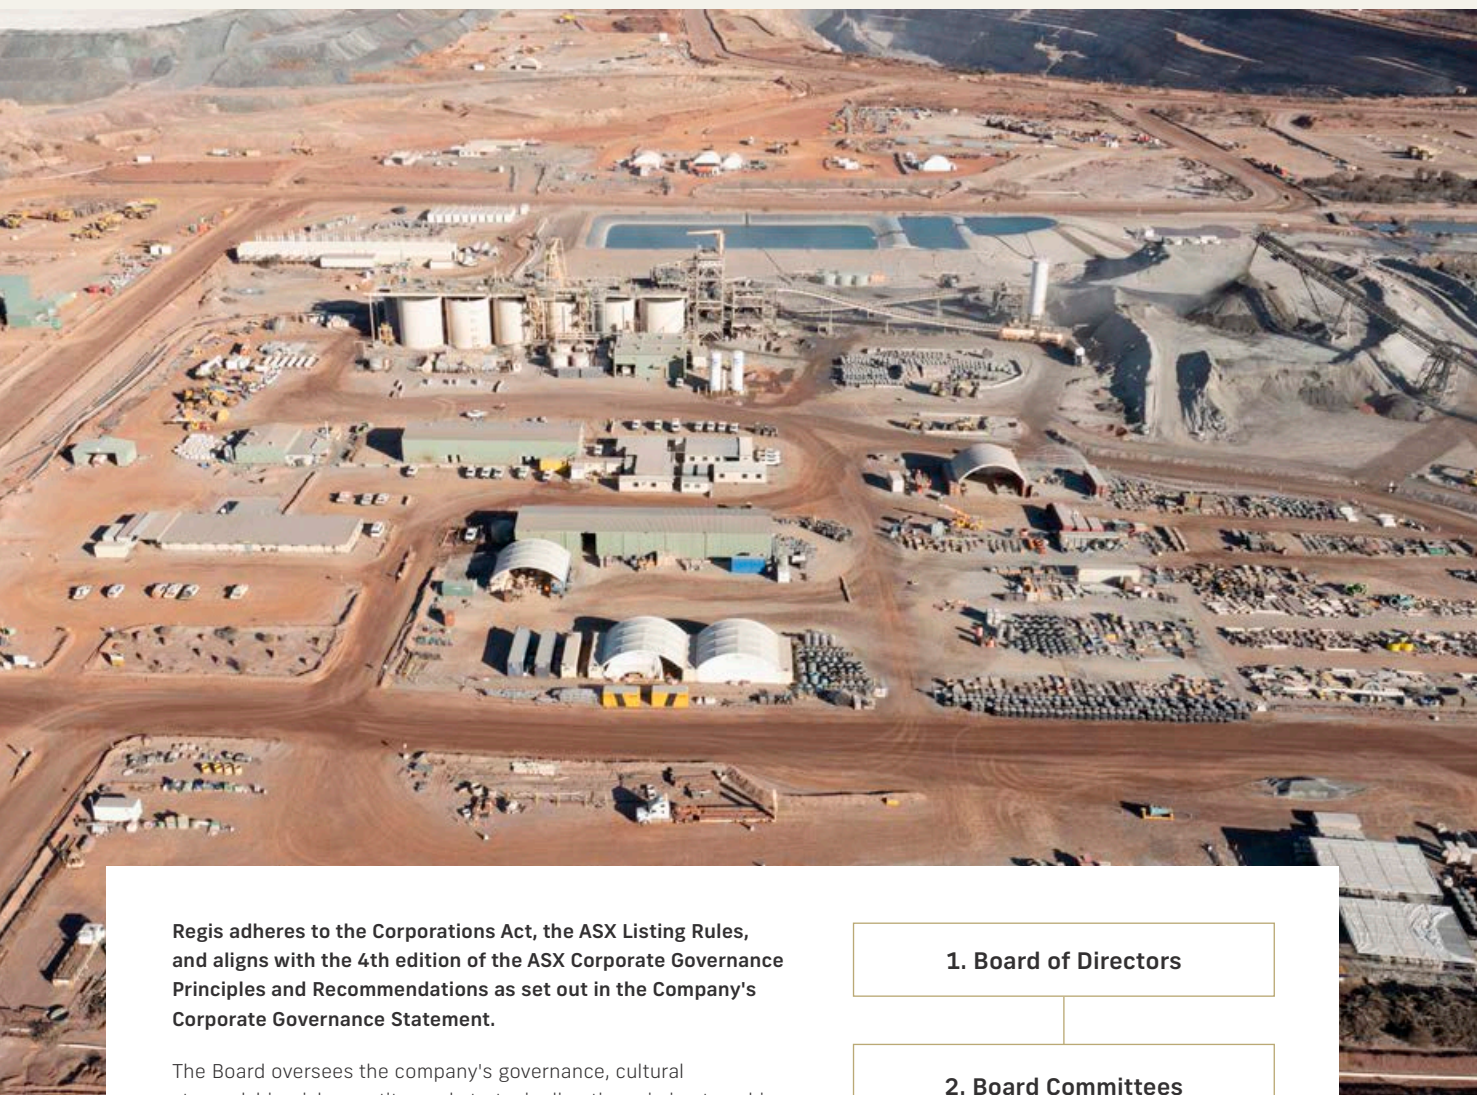 Regis adheres to the Corporations Act, the ASX Listing Rules,
and aligns with the 4th edition of the ASX Corporate Governance
Principles and Recommendations as set out in the Company's
Corporate Governance Statement.
The Board oversees the company's governance, cultural
1. Board of Directors
2. Board Committees